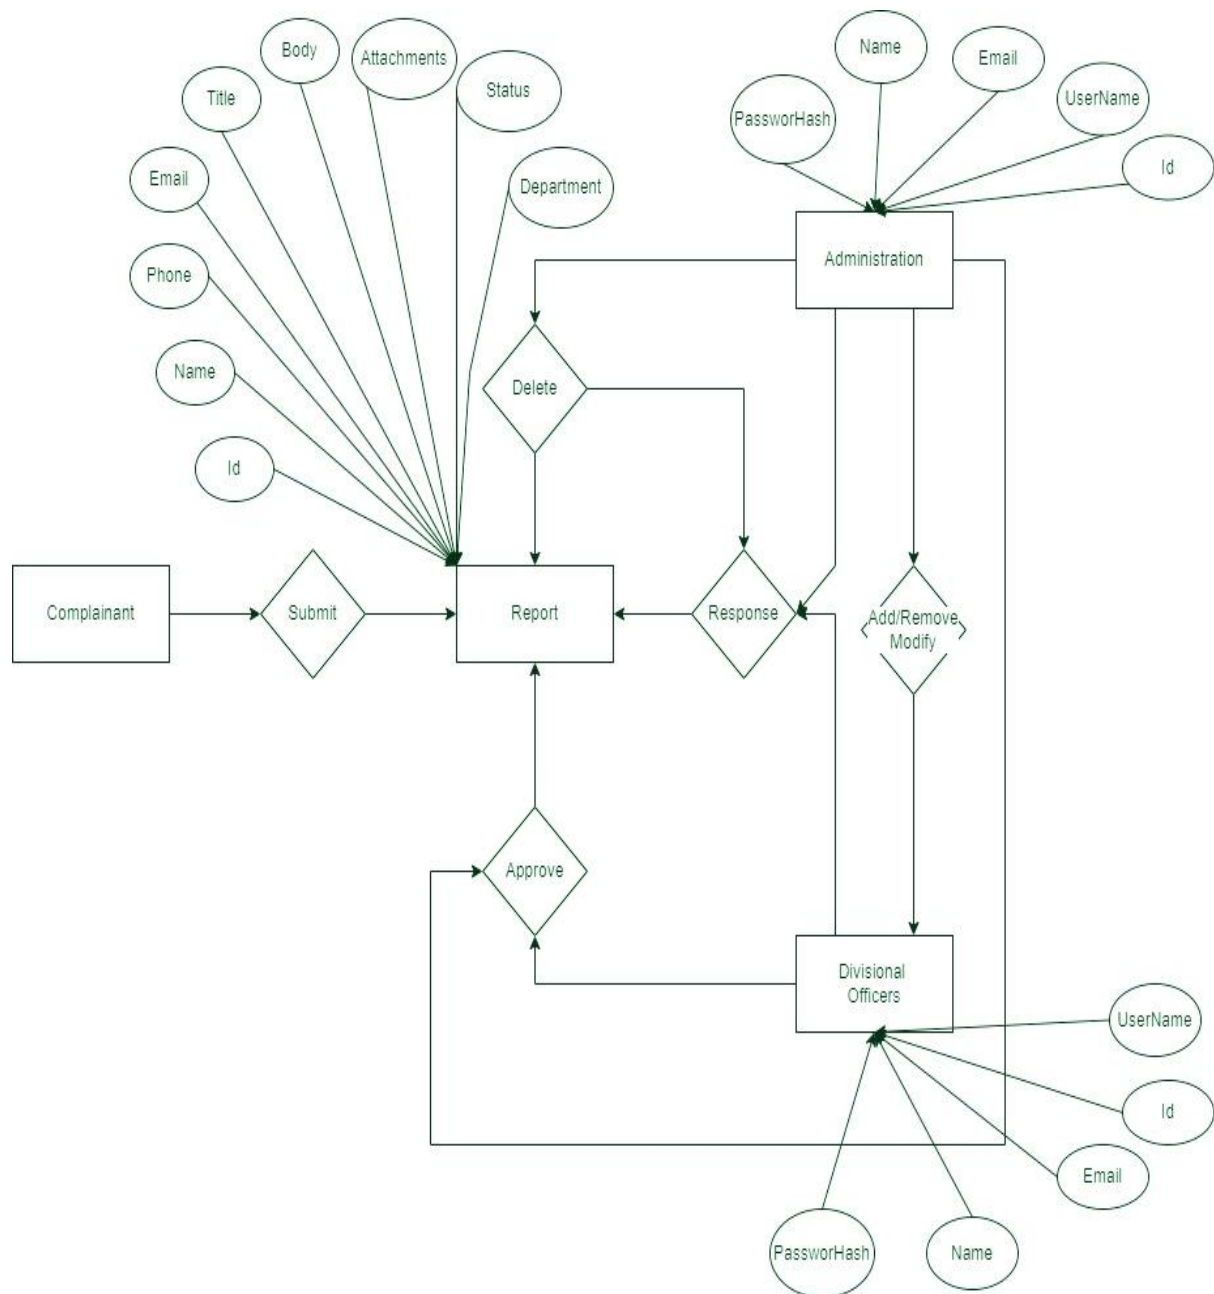 Name
Body
Attachments
Email
Status
Title
UserName
PassworHash
Id
Email
Department
Administration
Phone
Name
Delete
Id
Complainant
Submit
Report
Response
Add/Remove
Modify
Approve
Divisional
Officers
UserName
Id
Email
PassworHash
Name